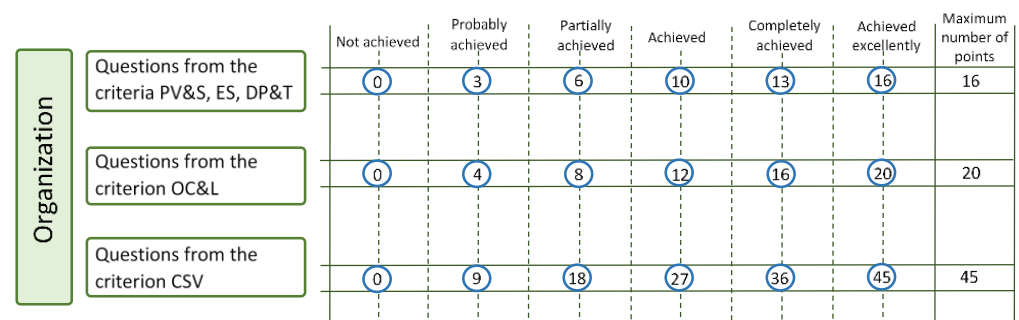 Not achieved
Probably
achieved
Partially
achieved
Achieved
Completely
achieved
Achieved
excellently
Maximum
number of
points
Organization
Questions from the
criteria PV&S, ES, DP&T
0 3 6 10 13 16 16
Questions from the
criterion OC&L
0 4 8 12 16 20 20
Questions from the
criterion CSV
0 9 18 27 36 45 45